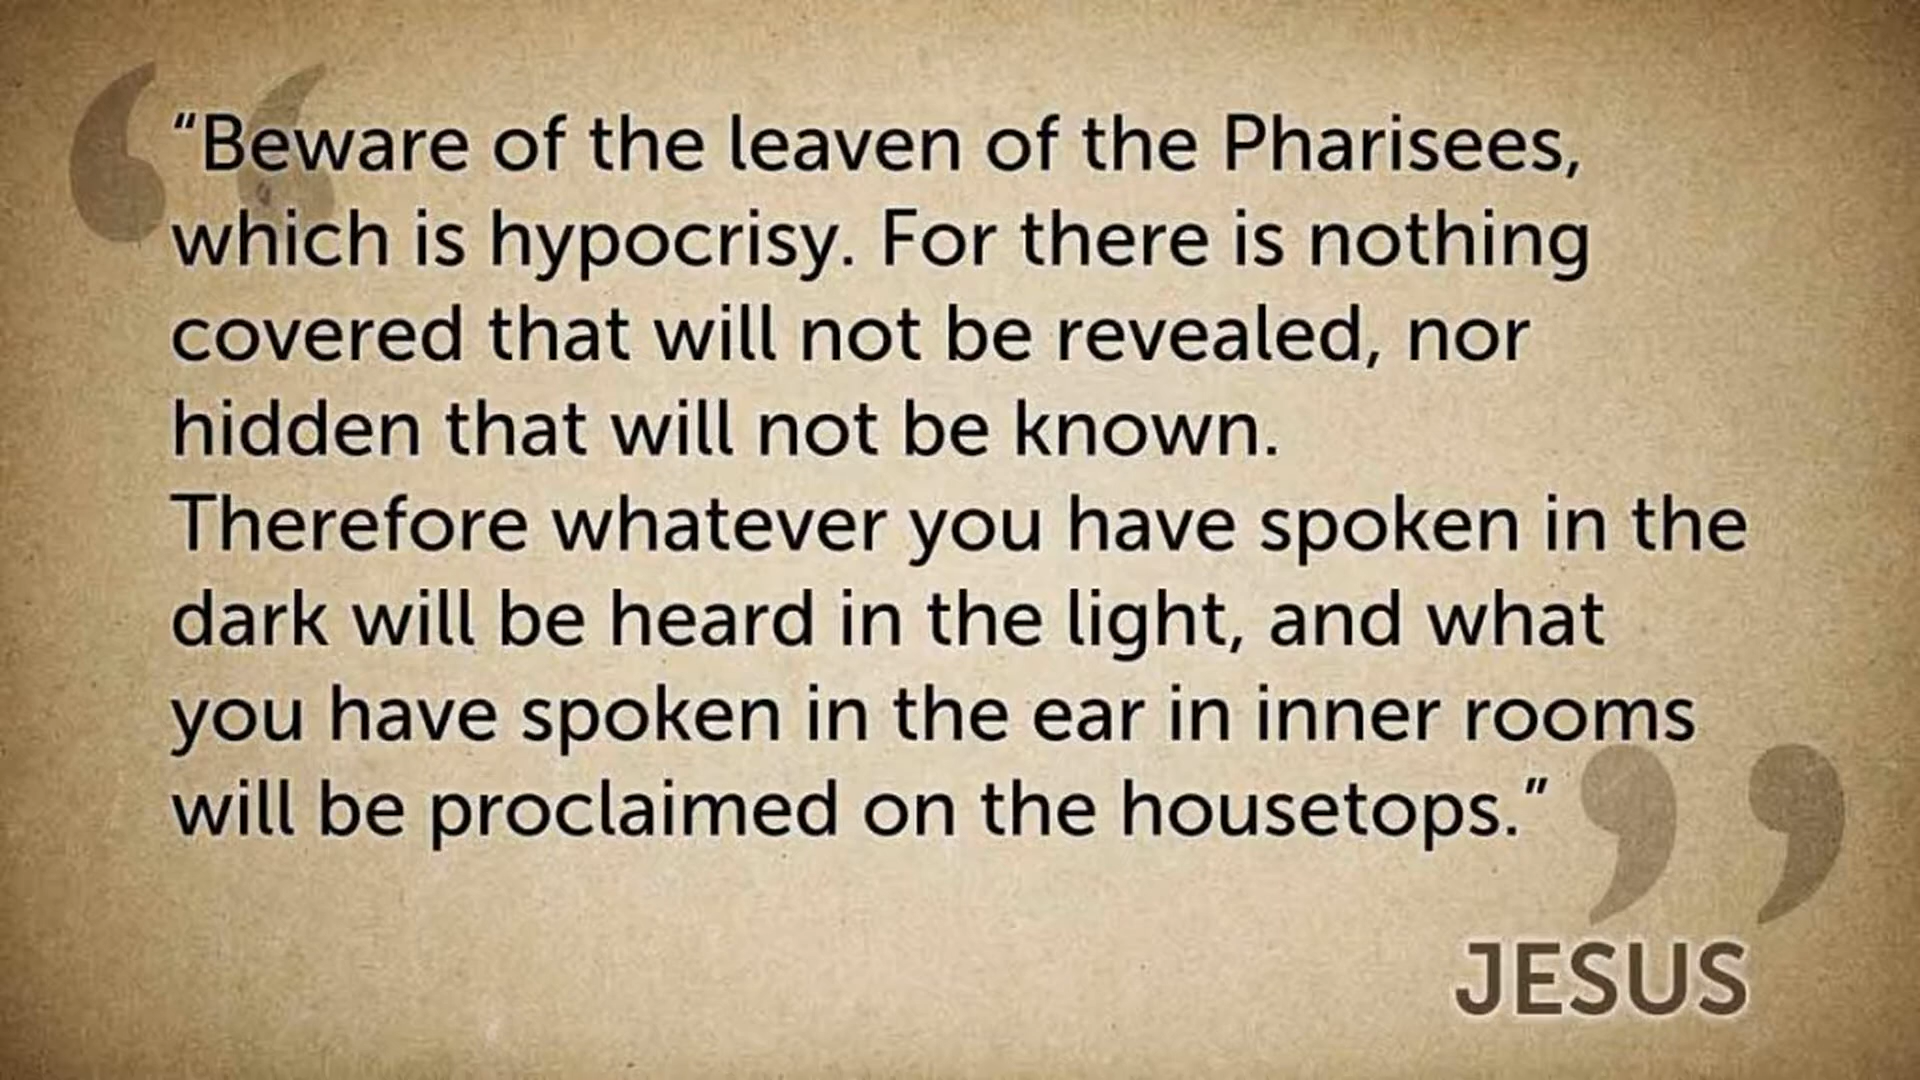 “Beware of the leaven of the Pharisees,
which is hypocrisy. For there is nothing
covered that will not be revealed, nor
hidden that will not be known.
Therefore whatever you have spoken in the
dark will be heard in the light, and what
you have spoken in the ear in inner rooms
will be proclaimed on the housetops.”
JESUS